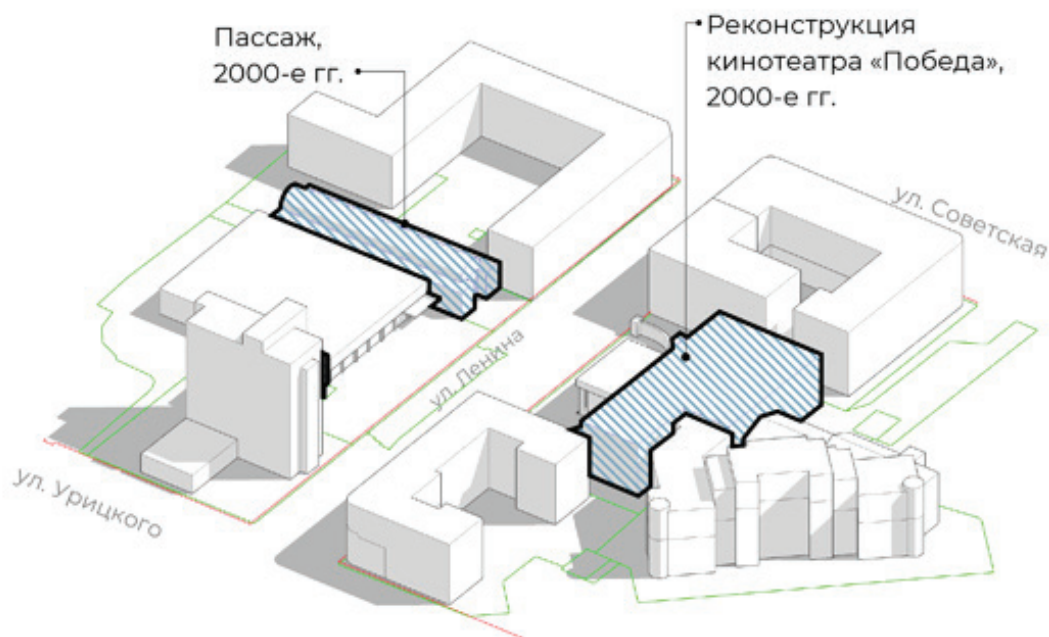 Пассаж,
2000-е гг.
Реконструкция
кинотеатра «Победа»,
2000-е гг.
ул. Советская
ул. Ленина
ул. Урицкого